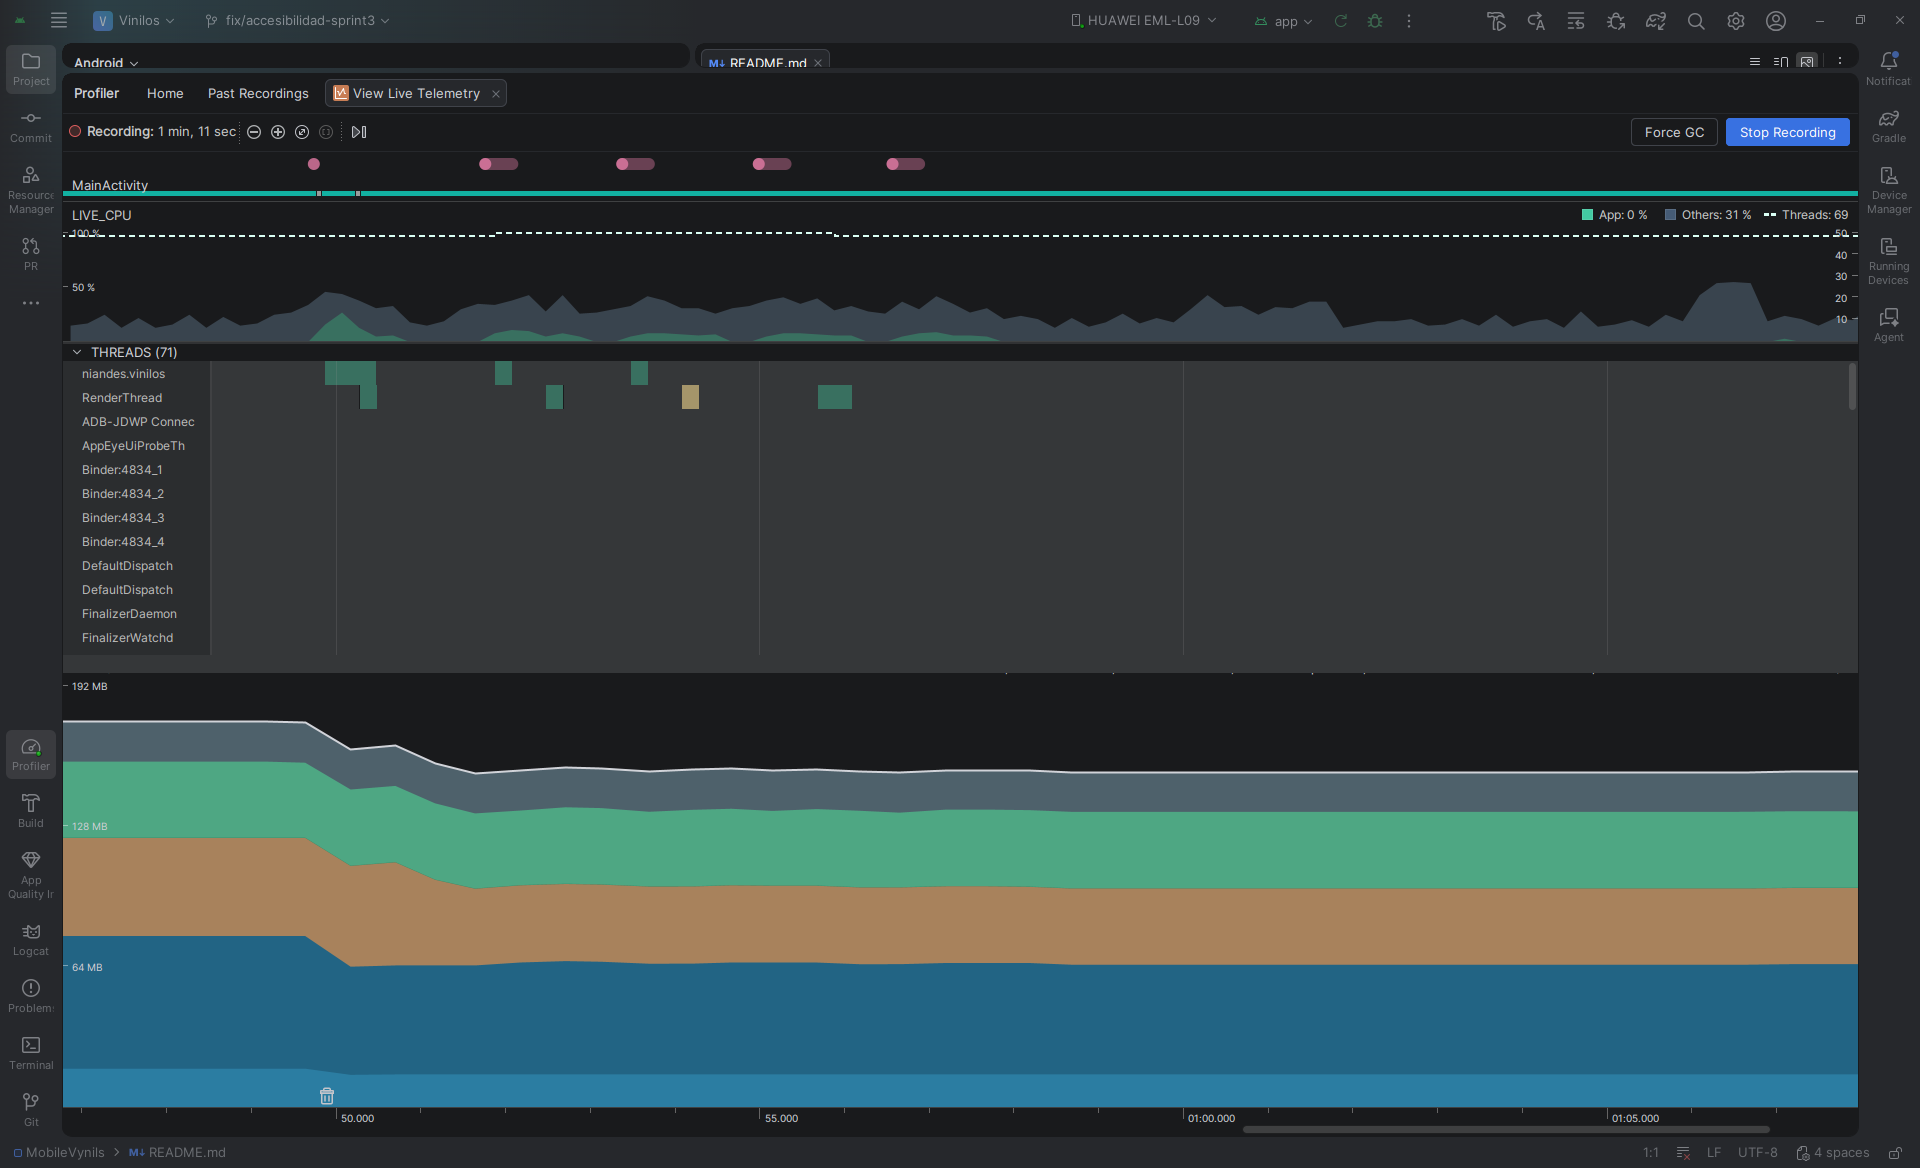 V Vinilos
fix/accesibilidad-sprint3
HUAWEI EML-L09
app
Project
Commit
Resource
Manager
PR
Android
M↓ README.md
Profiler
Home
Past Recordings
View Live Telemetry
Recording: 1 min, 11 sec
Force GC
Stop Recording
MainActivity
LIVE_CPU
App: 0 %
Others: 31 %
Threads: 69
100 %
50 %
50
40
30
20
10
THREADS (71)
niandes.vinilos
RenderThread
ADB-JDWP Connec
AppEyeUiProbeTh
Binder:4834_1
Binder:4834_2
Binder:4834_3
Binder:4834_4
DefaultDispatch
DefaultDispatch
FinalizerDaemon
FinalizerWatchd
192 MB
128 MB
64 MB
50.000
55.000
01:00.000
01:05.000
Notificat
Gradle
Device
Manager
Running
Devices
Agent
Profiler
Build
App
Quality Ir
Logcat
Problem
Terminal
Git
MobileVynils
M↓ README.md
1:1
LF
UTF-8
4 spaces